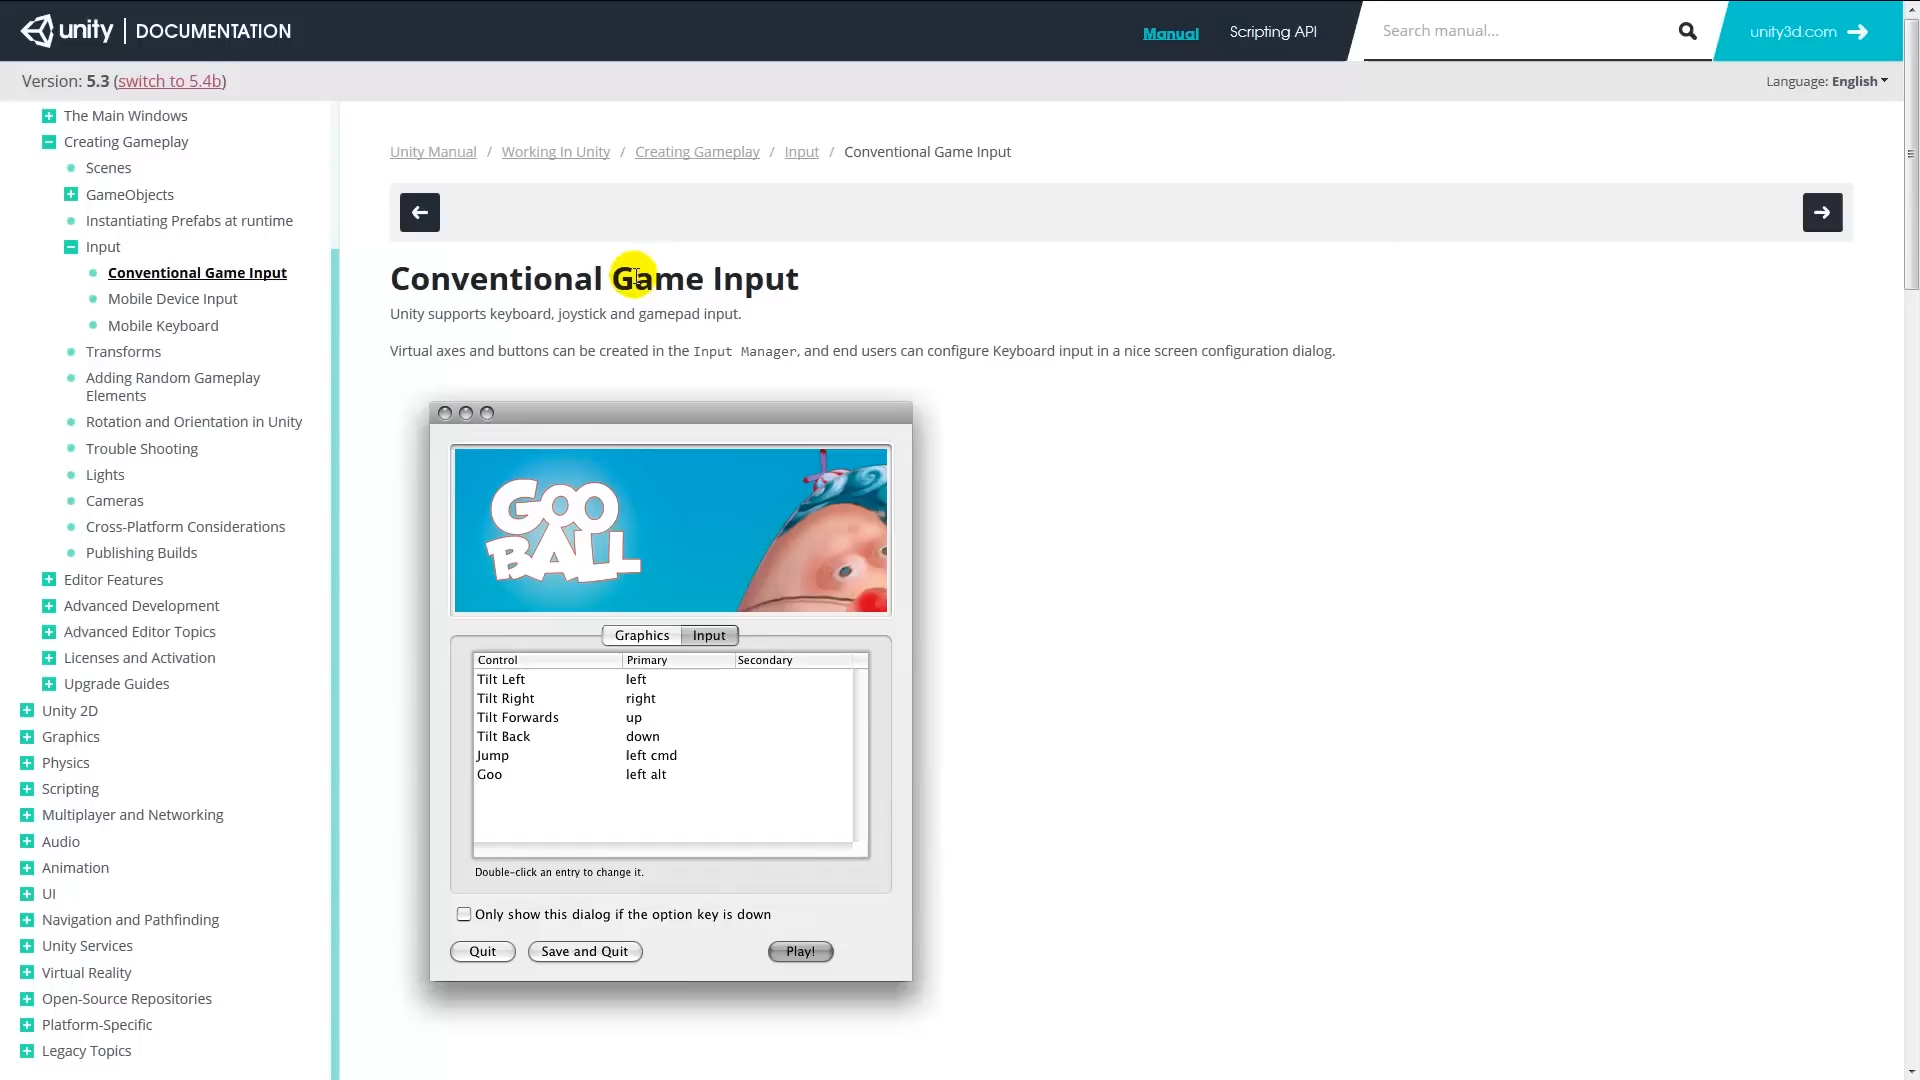 unity | DOCUMENTATION
Manual
Scripting API
Search manual...
unity3d.com
Version: 5.3 (switch to 5.4b)
Language: English
The Main Windows
Creating Gameplay
Scenes
GameObjects
Instantiating Prefabs at runtime
Input
Conventional Game Input
Mobile Device Input
Mobile Keyboard
Transforms
Adding Random Gameplay
Elements
Rotation and Orientation in Unity
Trouble Shooting
Lights
Cameras
Cross-Platform Considerations
Publishing Builds
Editor Features
Advanced Development
Advanced Editor Topics
Licenses and Activation
Upgrade Guides
Unity 2D
Graphics
Physics
Scripting
Multiplayer and Networking
Audio
Animation
UI
Navigation and Pathfinding
Unity Services
Virtual Reality
Open-Source Repositories
Platform-Specific
Legacy Topics
Unity Manual / Working In Unity / Creating Gameplay / Input / Conventional Game Input
Conventional Game Input
Unity supports keyboard, joystick and gamepad input.
Virtual axes and buttons can be created in the Input Manager, and end users can configure Keyboard input in a nice screen configuration dialog.
GOO
BALL
Graphics Input
Control Primary Secondary
Tilt Left left
Tilt Right right
Tilt Forwards up
Tilt Back down
Jump left cmd
Goo left alt
Double-click an entry to change it.
Only show this dialog if the option key is down
Quit Save and Quit Play!